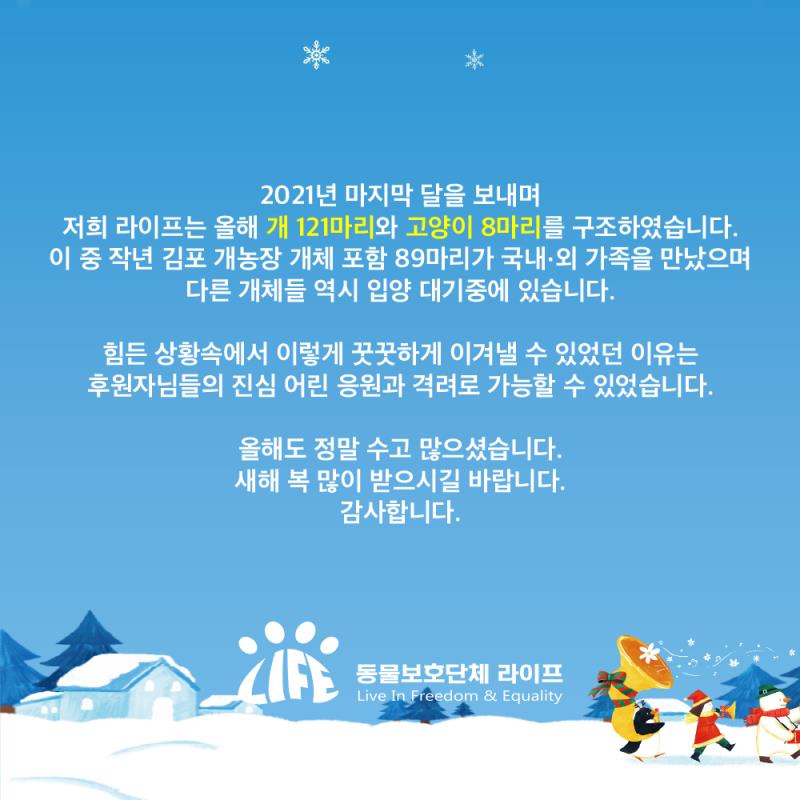 2021년 마지막 달을 보내며
저희 라이프는 올해 개 121마리와 고양이 8마리를 구조하였습니다.
이 중 작년 김포 개농장 개체 포함 89마리가 국내·외 가족을 만났으며
다른 개체들 역시 입양 대기중에 있습니다.
힘든 상황속에서 이렇게 꿋꿋하게 이겨낼 수 있었던 이유는
후원자님들의 진심 어린 응원과 격려로 가능할 수 있었습니다.
올해도 정말 수고 많으셨습니다.
새해 복 많이 받으시길 바랍니다.
감사합니다.
LIFE
동물보호단체 라이프
Live In Freedom & Equality